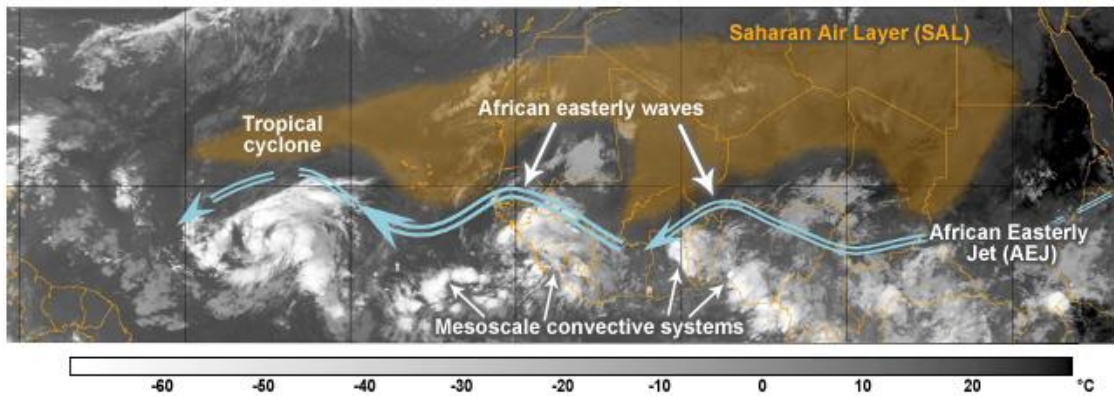 Saharan Air Layer (SAL)
African easterly waves
Tropical
cyclone
African Easterly
Jet (AEJ)
Mesoscale convective systems
-60 -50 -40 -30 -20 -10 0 10 20 °C